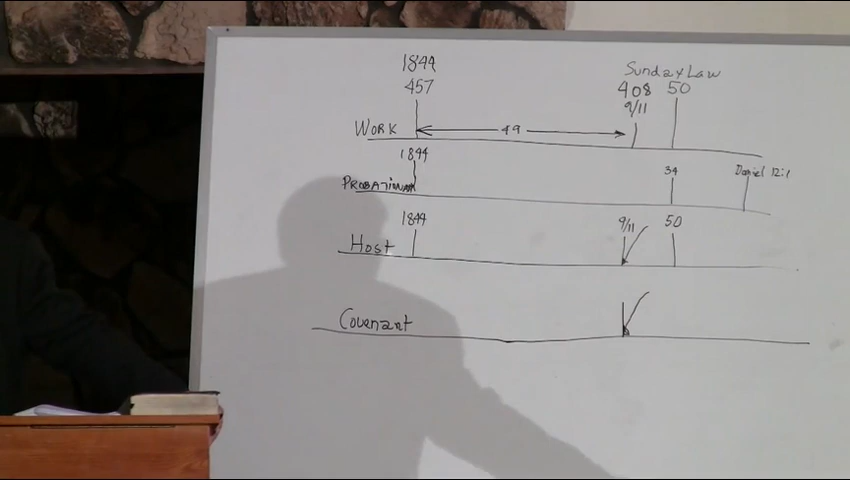 1844
Sunday Law
457
408 50
9/11
WORK 49
1844
34 Daniel 12:1
PROBATIONARY
1844 9/11 50
Host
Covenant